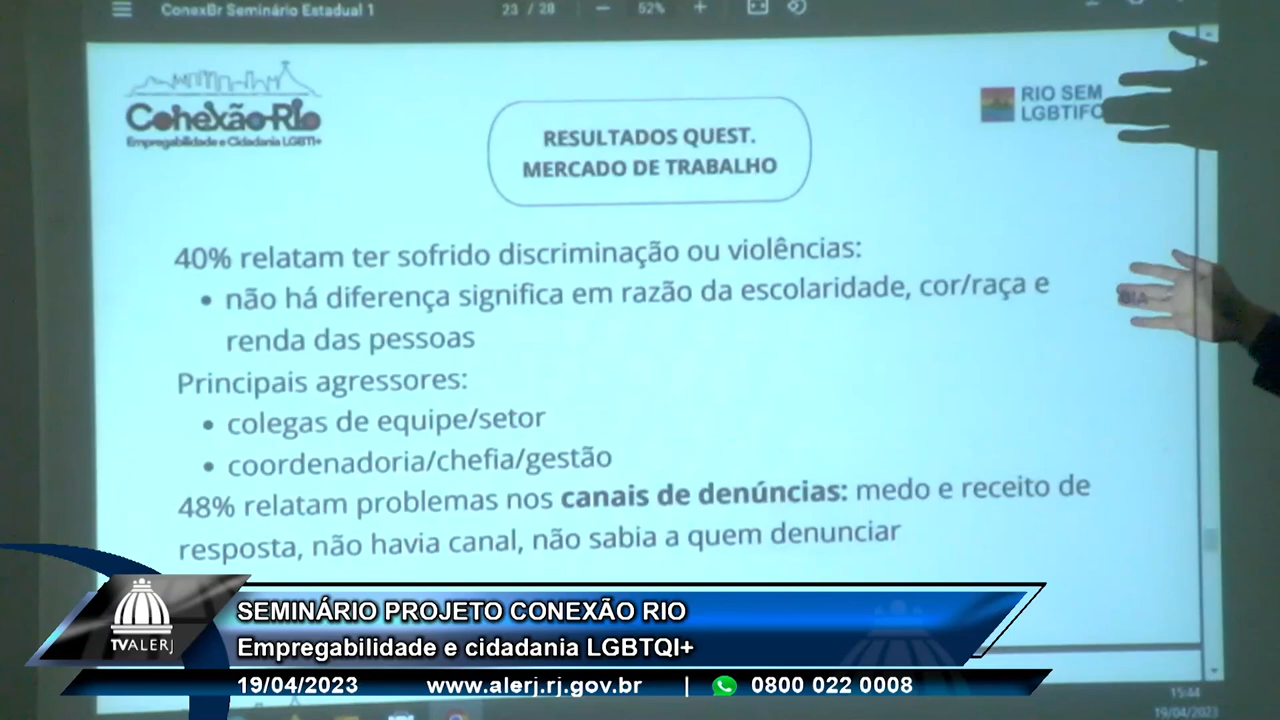 ConexBr Seminário Estadual 1
23 / 28
52%
Conexão Rio
Empregabilidade e Cidadania LGBTI+
RIO SEM
LGBTIFO
RESULTADOS QUEST.
MERCADO DE TRABALHO
40% relatam ter sofrido discriminação ou violências:
• não há diferença significa em razão da escolaridade, cor/raça e
renda das pessoas
Principais agressores:
• colegas de equipe/setor
• coordenadoria/chefia/gestão
48% relatam problemas nos canais de denúncias: medo e receito de
resposta, não havia canal, não sabia a quem denunciar
SEMINÁRIO PROJETO CONEXÃO RIO
Empregabilidade e cidadania LGBTQI+
TVALERJ
19/04/2023 www.alerj.rj.gov.br | 0800 022 0008
15:44
19/04/2023